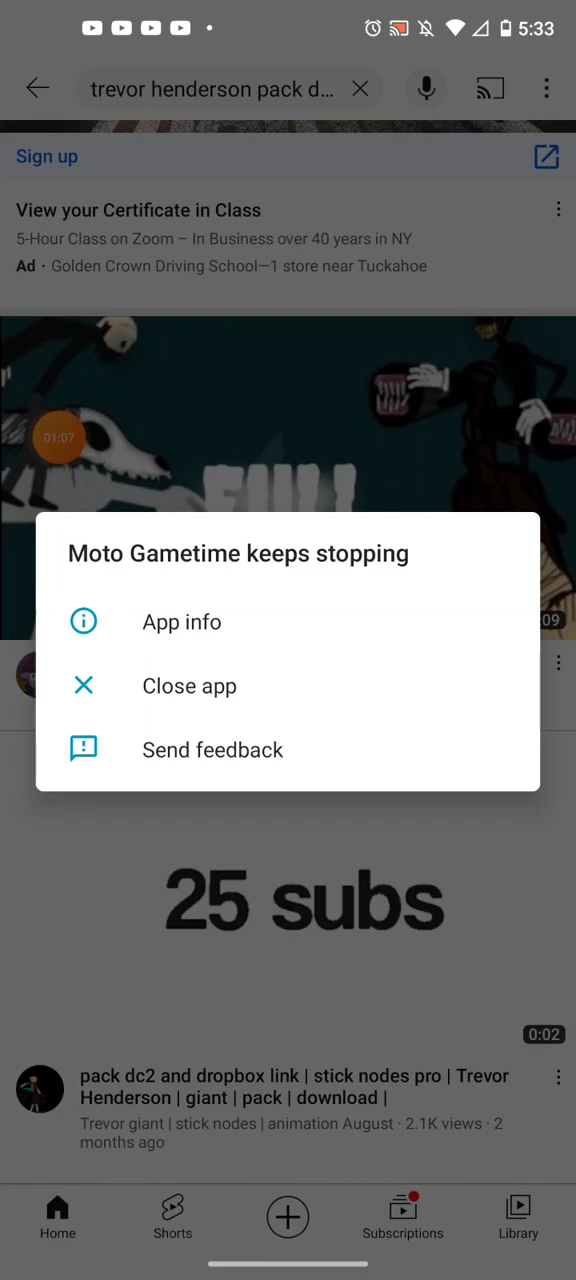 5:33
trevor henderson pack d...
Sign up
View your Certificate in Class
5-Hour Class on Zoom – In Business over 40 years in NY
Ad · Golden Crown Driving School—1 store near Tuckahoe
01:07
FULL
Moto Gametime keeps stopping
App info
Close app
Send feedback
:09
25 subs
0:02
pack dc2 and dropbox link | stick nodes pro | Trevor
Henderson | giant | pack | download |
Trevor giant | stick nodes | animation August · 2.1K views · 2
months ago
Home
Shorts
Subscriptions
Library